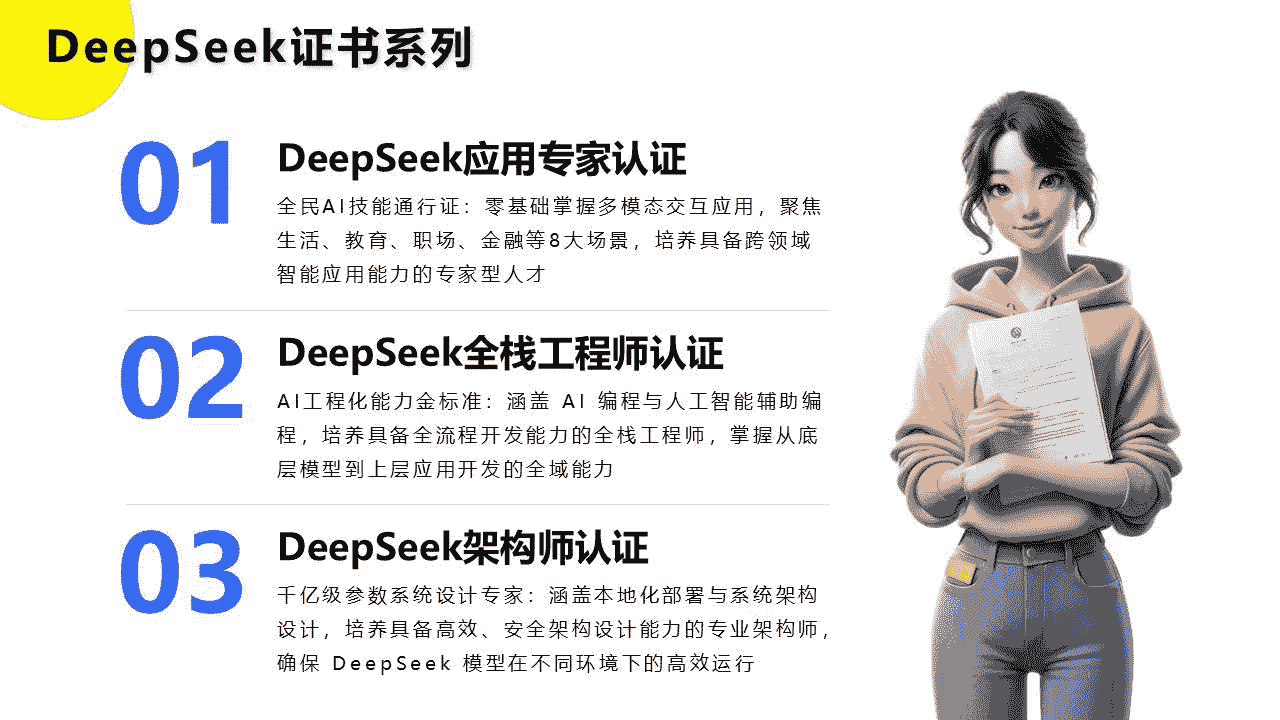 DeepSeek证书系列
01
DeepSeek应用专家认证
全民AI技能通行证：零基础掌握多模态交互应用，聚焦
生活、教育、职场、金融等8大场景，培养具备跨领域
智能应用能力的专家型人才
02
DeepSeek全栈工程师认证
AI工程化能力金标准：涵盖 AI 编程与人工智能辅助编
程，培养具备全流程开发能力的全栈工程师，掌握从底
层模型到上层应用开发的全域能力
03
DeepSeek架构师认证
千亿级参数系统设计专家：涵盖本地化部署与系统架构
设计，培养具备高效、安全架构设计能力的专业架构师，
确保 DeepSeek 模型在不同环境下的高效运行